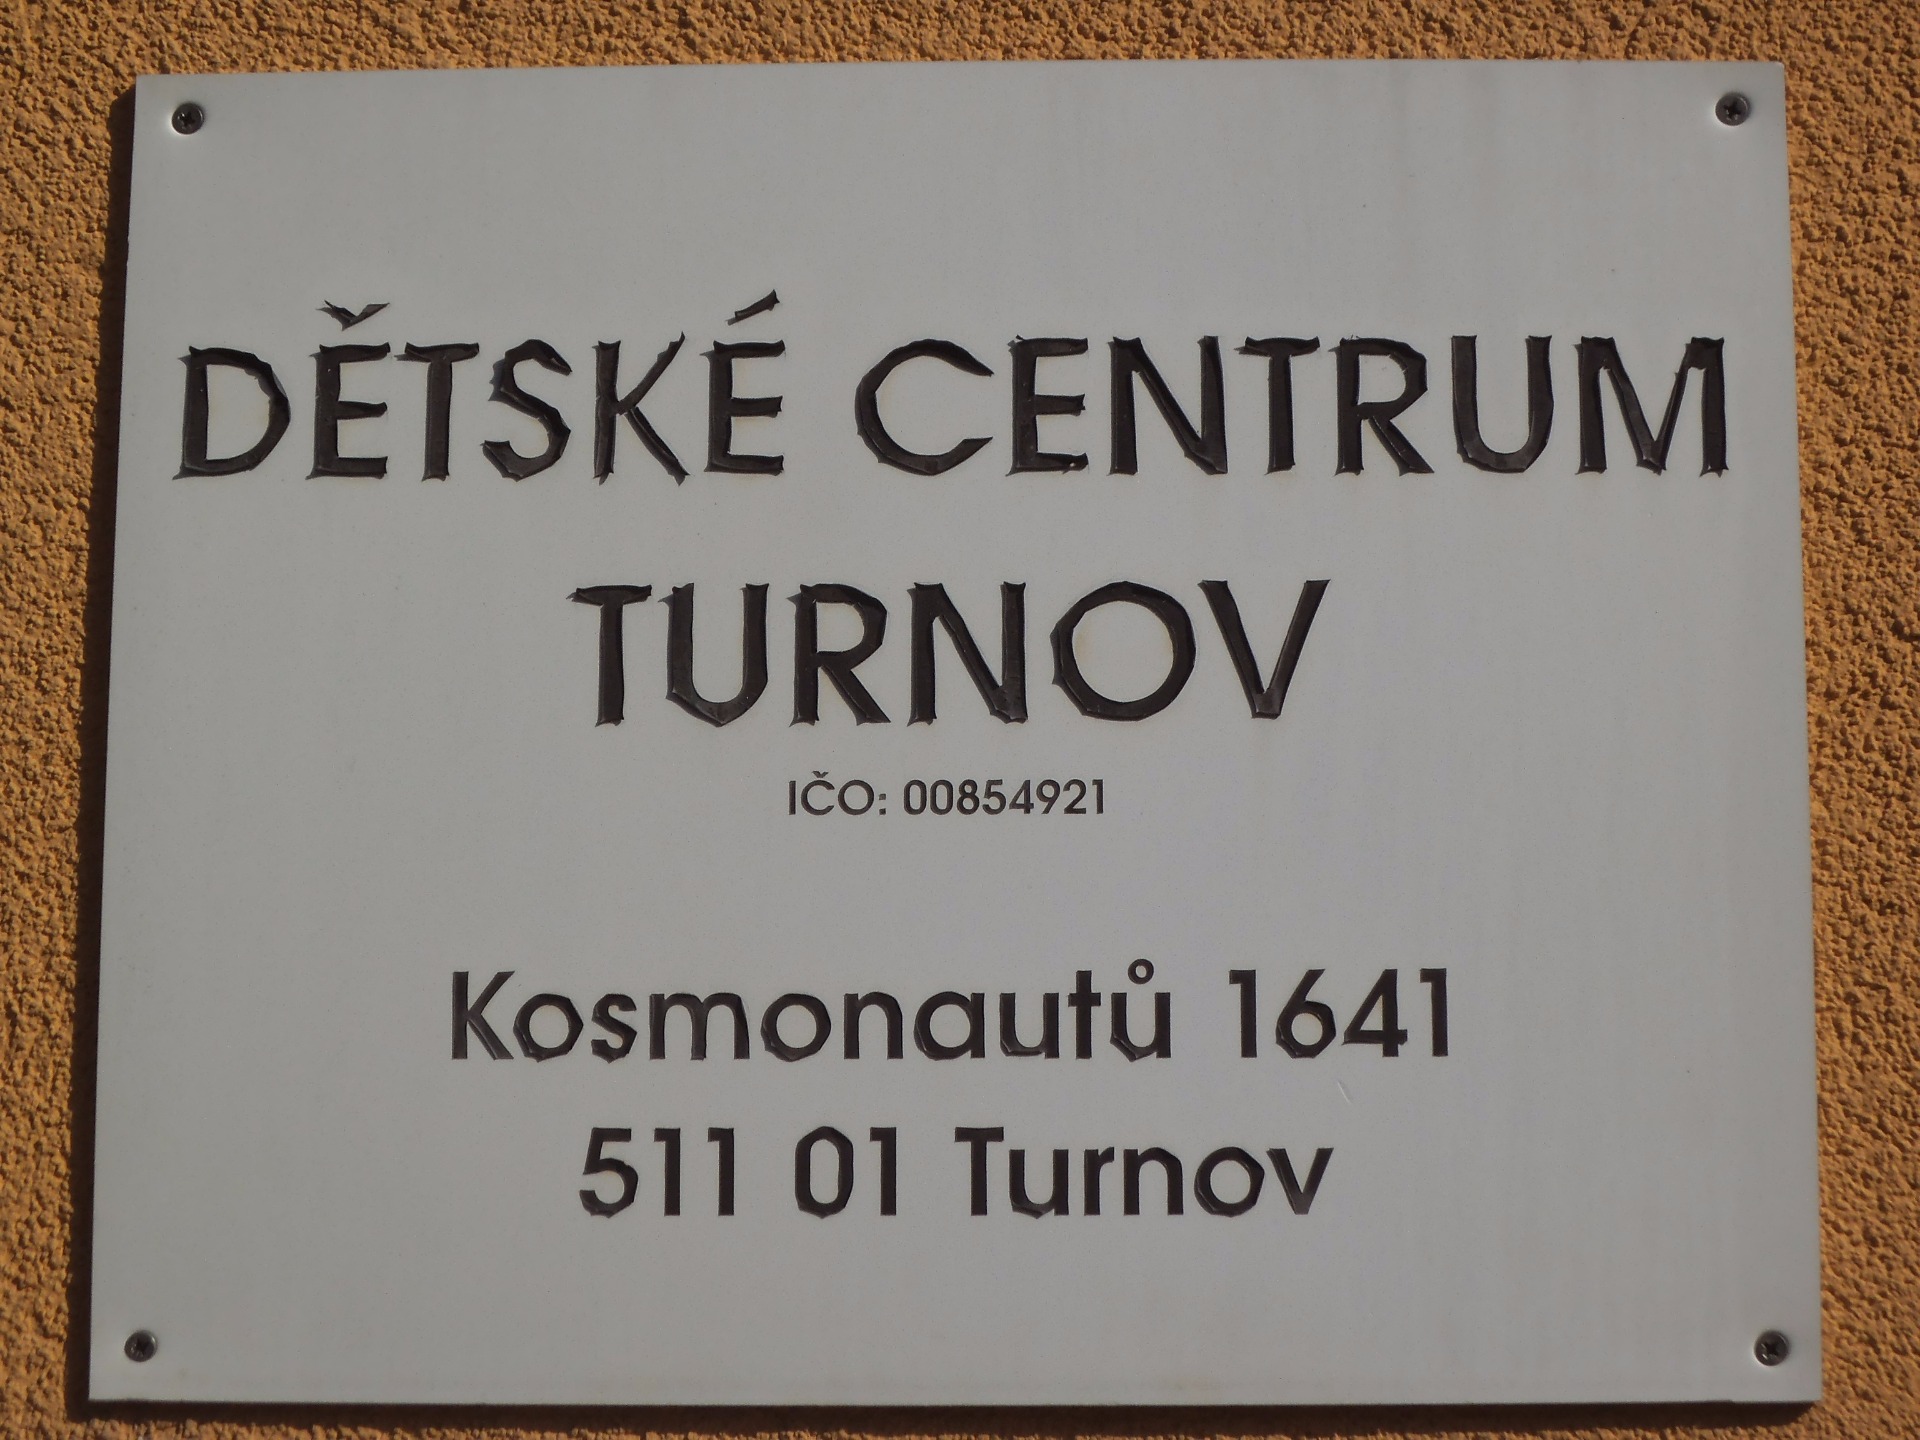 DĚTSKÉ CENTRUM
TURNOV
IČO: 00854921
Kosmonautů 1641
511 01 Turnov